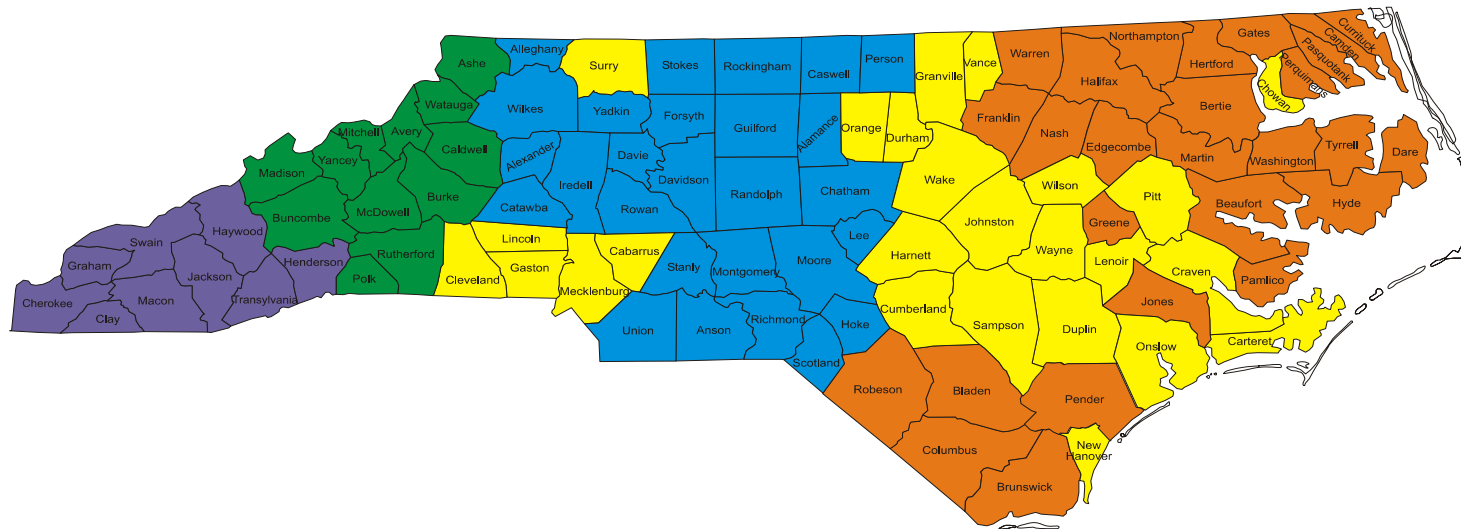 Alleghany
Ashe
Surry
Stokes
Rockingham
Caswell
Person
Granville
Vance
Warren
Northampton
Gates
Currituck
Camden
Pasquotank
Perquimans
Chowan
Hertford
Halifax
Watauga
Wilkes
Yadkin
Forsyth
Guilford
Alamance
Orange
Durham
Franklin
Bertie
Mitchell
Avery
Nash
Edgecombe
Martin
Washington
Tyrrell
Dare
Madison
Yancey
Caldwell
Alexander
Davie
Iredell
Davidson
Randolph
Chatham
Wake
Wilson
Pitt
Beaufort
Hyde
Buncombe
McDowell
Burke
Catawba
Rowan
Johnston
Greene
Swain
Haywood
Rutherford
Lincoln
Cabarrus
Lee
Harnett
Wayne
Lenoir
Craven
Pamlico
Graham
Jackson
Henderson
Polk
Cleveland
Gaston
Mecklenburg
Stanly
Montgomery
Moore
Cherokee
Macon
Clay
Transylvania
Union
Anson
Richmond
Hoke
Scotland
Cumberland
Sampson
Duplin
Jones
Onslow
Carteret
Robeson
Bladen
Pender
Columbus
New
Hanover
Brunswick